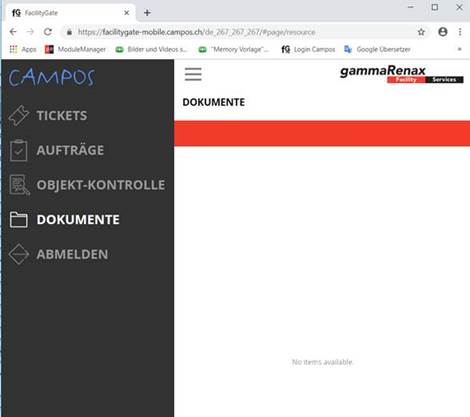 FacilityGate
https://facilitygate-mobile.campos.ch/de_267_267_267/#page/resource
Apps
ModuleManager
Bilder und Videos s...
"Memory Vorlage"...
Login Campos
Google Übersetzer
CAMPOS
gammaRenax
Facility Services
DOKUMENTE
TICKETS
AUFTRÄGE
OBJEKT-KONTROLLE
DOKUMENTE
ABMELDEN
No items available.